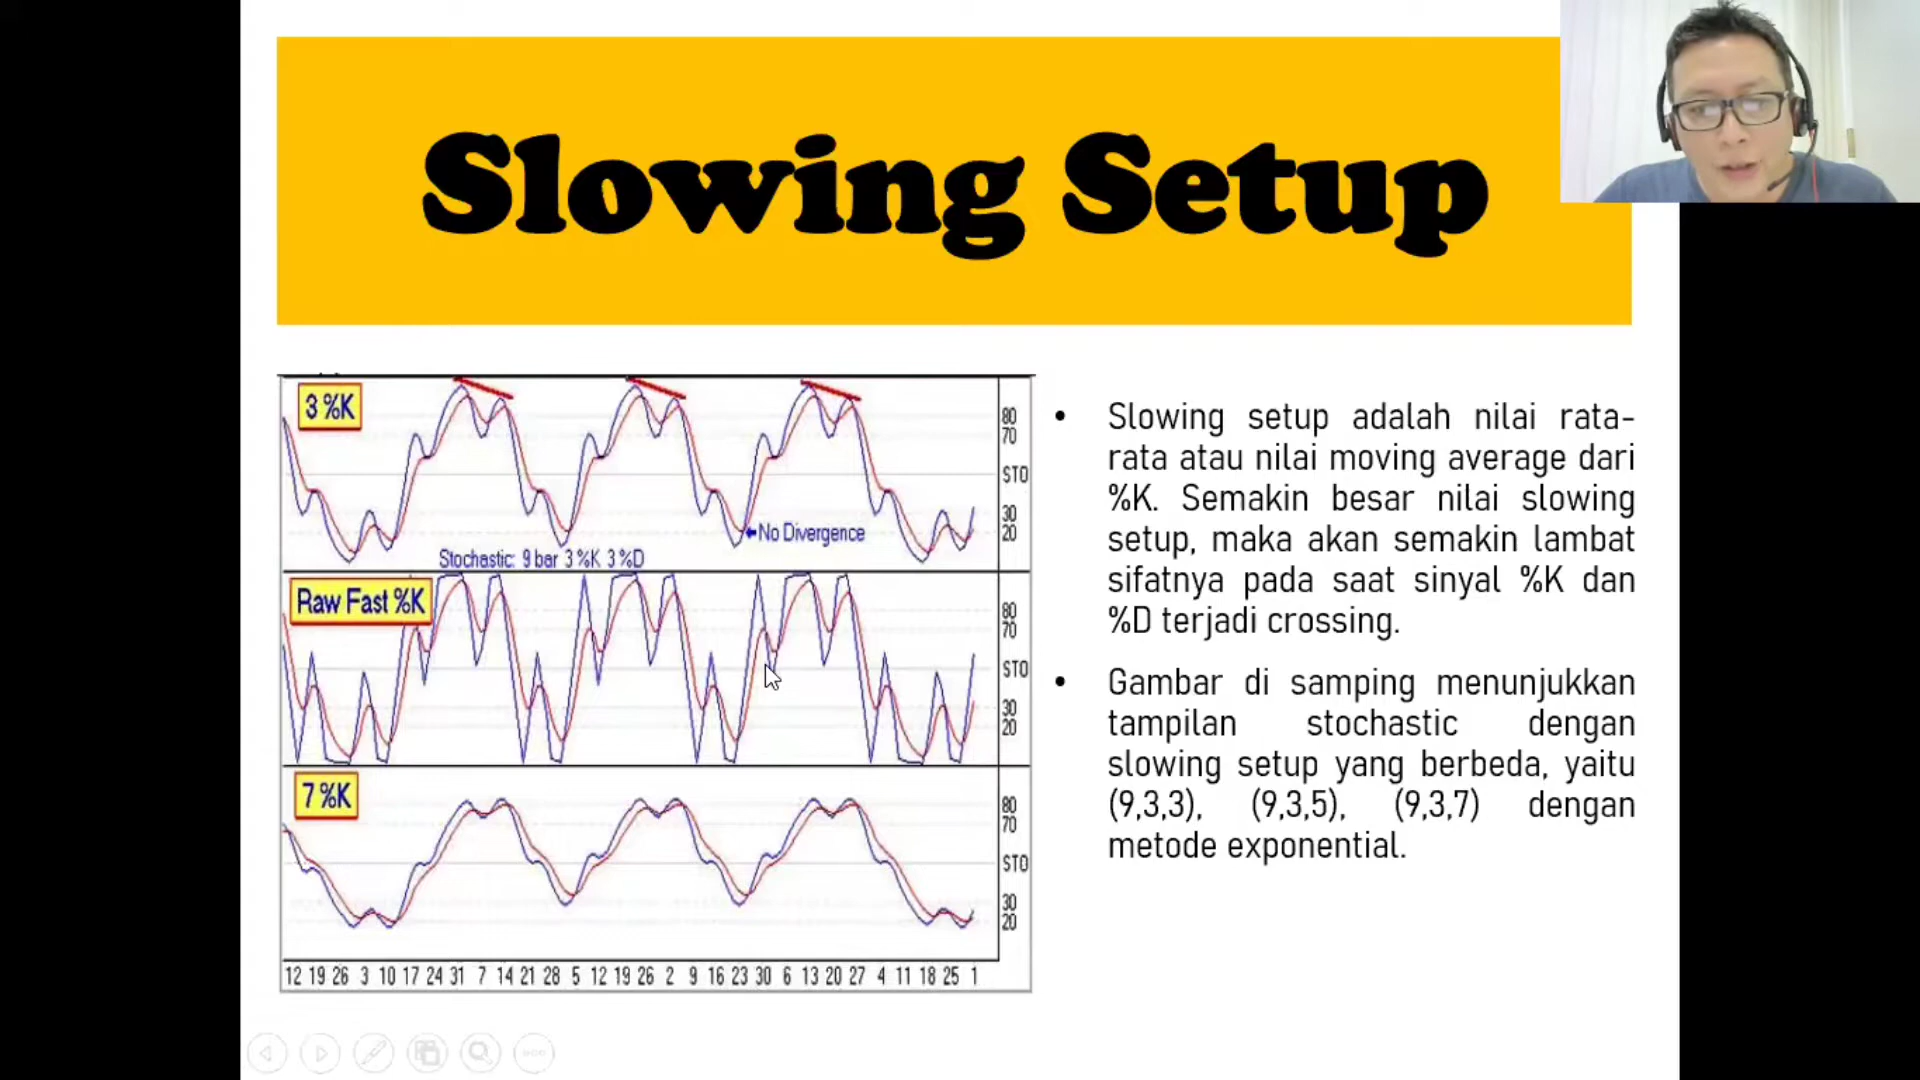 Slowing Setup
3 %K
80
70
STO
30
20
No Divergence
Stochastic: 9 bar 3 %K 3 %D
Raw Fast %K
80
70
STO
30
20
7 %K
80
70
STO
30
20
12 19 26 3 10 17 24 31 7 14 21 28 5 12 19 26 2 9 16 23 30 6 13 20 27 4 11 18 25 1
• Slowing setup adalah nilai rata-
rata atau nilai moving average dari
%K. Semakin besar nilai slowing
setup, maka akan semakin lambat
sifatnya pada saat sinyal %K dan
%D terjadi crossing.
• Gambar di samping menunjukkan
tampilan stochastic dengan
slowing setup yang berbeda, yaitu
(9,3,3), (9,3,5), (9,3,7) dengan
metode exponential.